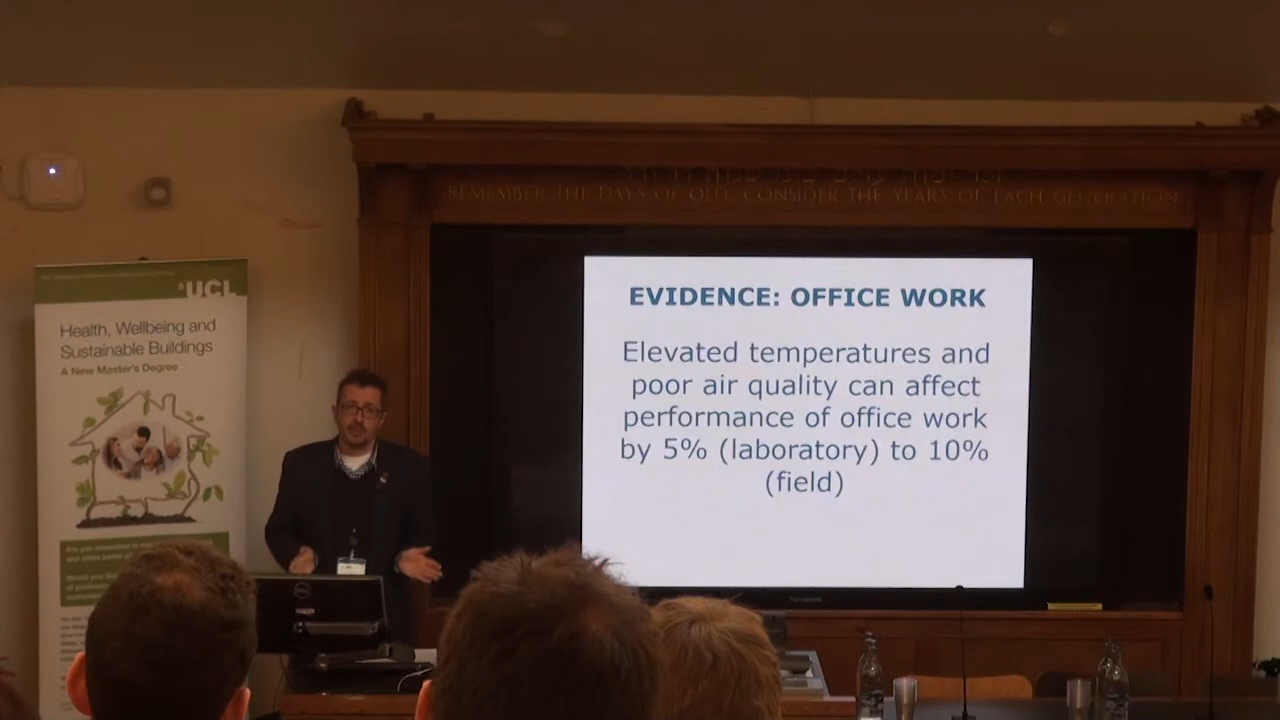 REMEMBER THE DAYS OF OLD CONSIDER THE YEARS OF EACH GENERATION
UCL
Health, Wellbeing and
Sustainable Buildings
A New Master's Degree
EVIDENCE: OFFICE WORK
Elevated temperatures and
poor air quality can affect
performance of office work
by 5% (laboratory) to 10%
(field)
DELL
Panasonic